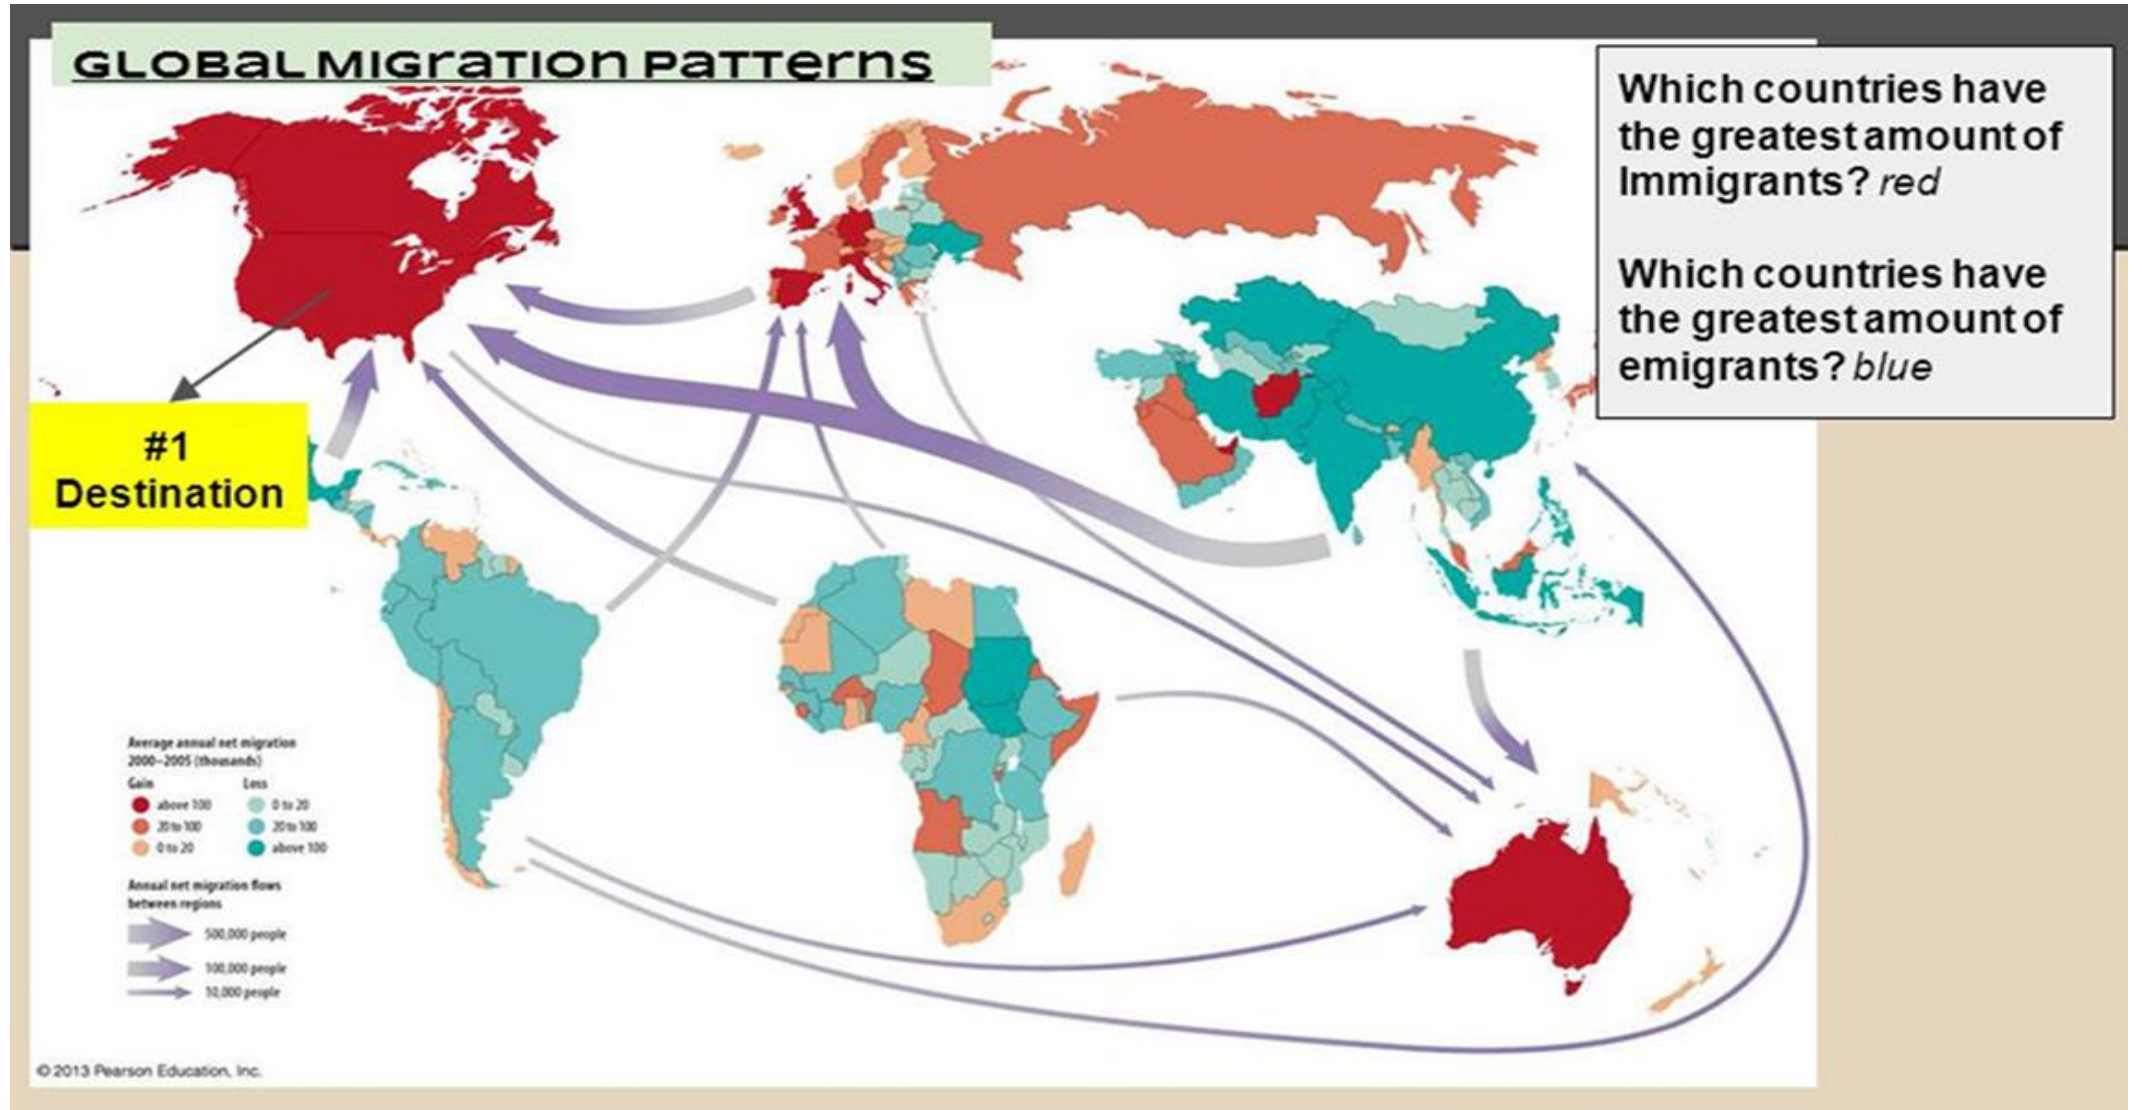 GLOBAL MIGRATION PATTERNS
Which countries have
the greatest amount of
Immigrants? red
Which countries have
the greatest amount of
emigrants? blue
#1
Destination
Average annual net migration
2000–2005 (thousands)
Gain Loss
above 100 0 to 20
20 to 100 20 to 100
0 to 20 above 100
Annual net migration flows
between regions
500,000 people
100,000 people
10,000 people
© 2013 Pearson Education, Inc.